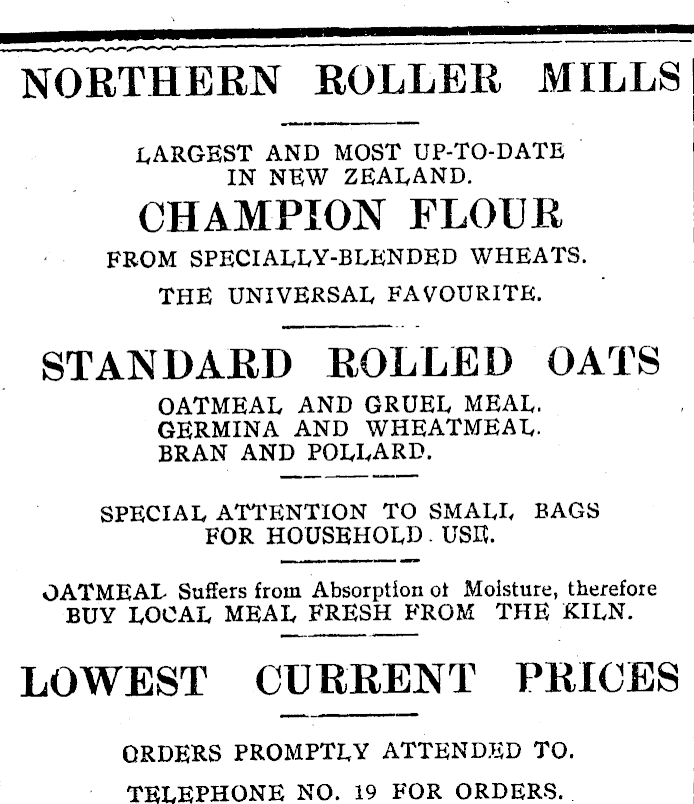 NORTHERN ROLLER MILLS
LARGEST AND MOST UP-TO-DATE
IN NEW ZEALAND.
CHAMPION FLOUR
FROM SPECIALLY-BLENDED WHEATS.
THE UNIVERSAL FAVOURITE.
STANDARD ROLLED OATS
OATMEAL AND GRUEL MEAL.
GERMINA AND WHEATMEAL.
BRAN AND POLLARD.
SPECIAL ATTENTION TO SMALL BAGS
FOR HOUSEHOLD USE.
OATMEAL Suffers from Absorption of Moisture, therefore
BUY LOCAL MEAL FRESH FROM THE KILN.
LOWEST CURRENT PRICES
ORDERS PROMPTLY ATTENDED TO.
TELEPHONE NO. 19 FOR ORDERS.